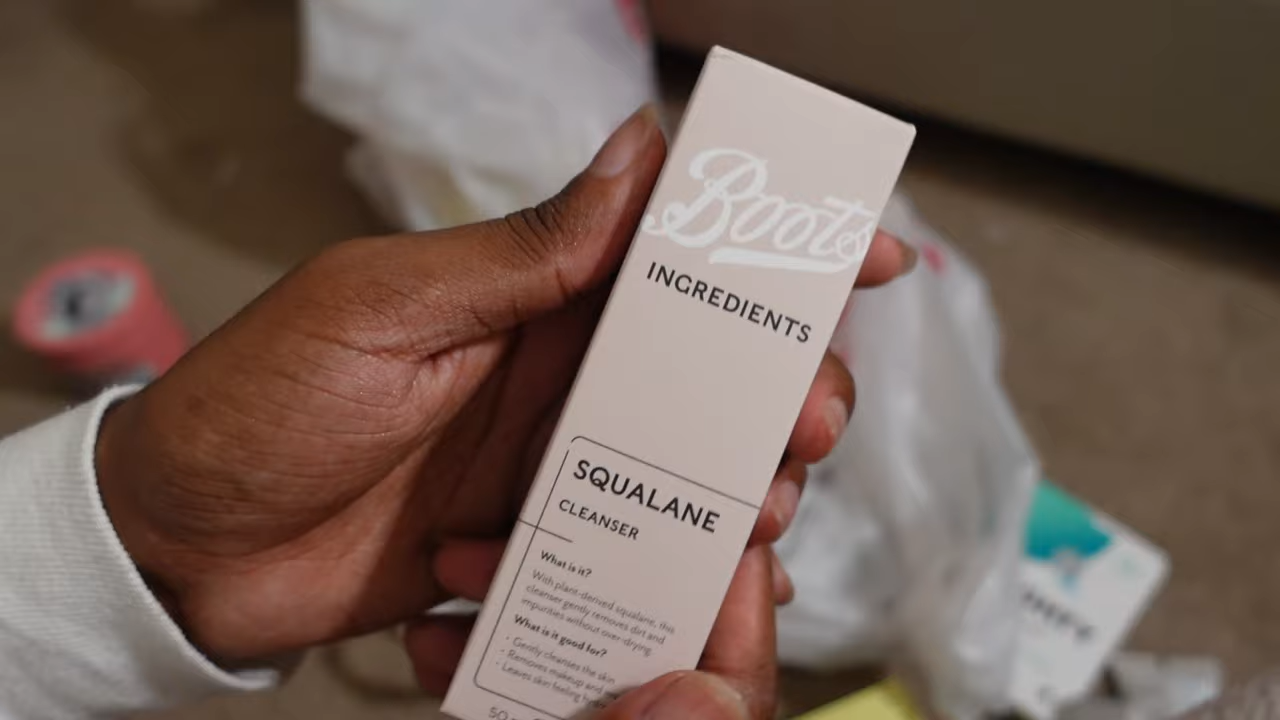 Boots
INGREDIENTS
SQUALANE
CLEANSER
What is it?
With plant-derived squalane, this
cleanser gently removes dirt and
impurities without over-drying.
What is it good for?
· Gently cleanses the skin
· Removes makeup and
· Leaves skin feeling
50